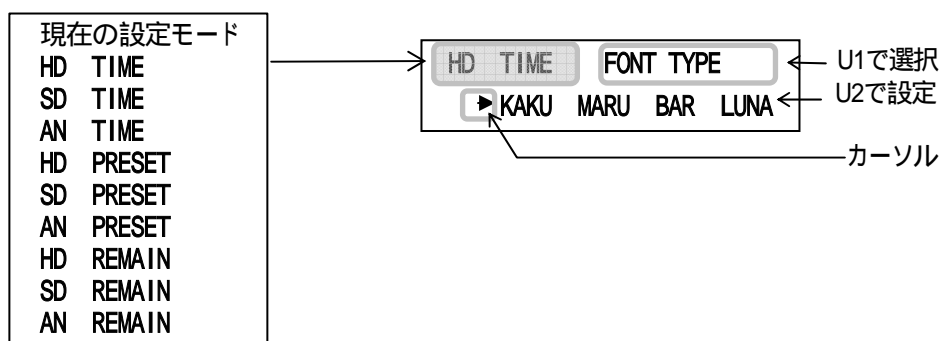 現在の設定モード
HD TIME
SD TIME
AN TIME
HD PRESET
SD PRESET
AN PRESET
HD REMAIN
SD REMAIN
AN REMAIN
HD TIME FONT TYPE
►KAKU MARU BAR LUNA
U1で選択
U2で設定
カーソル